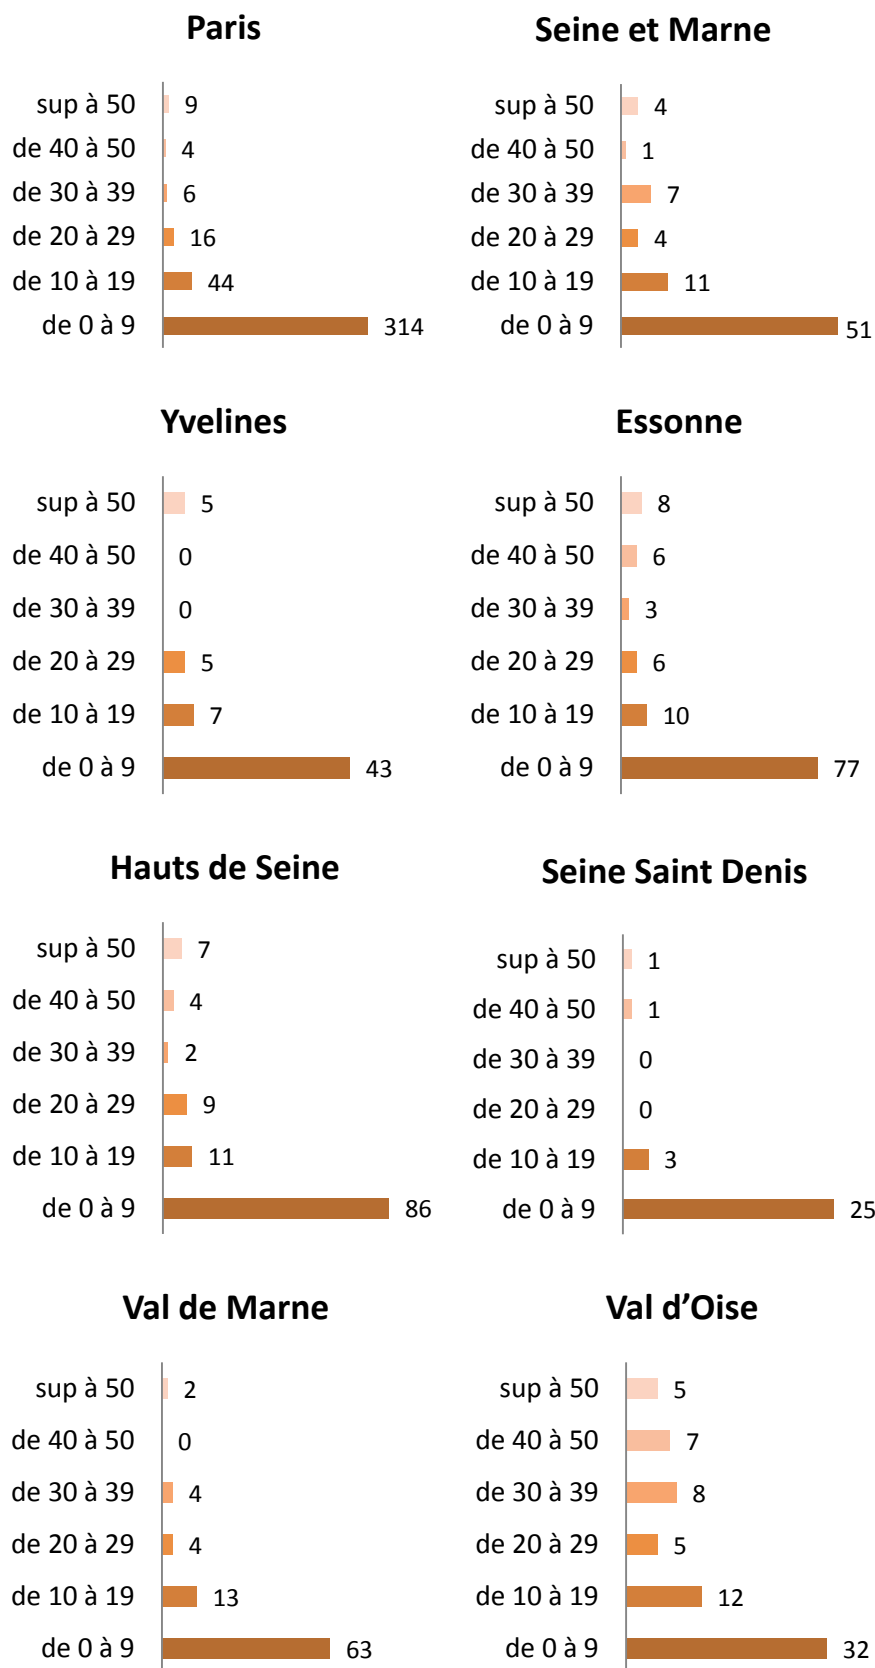 Paris
sup à 50 9
de 40 à 50 4
de 30 à 39 6
de 20 à 29 16
de 10 à 19 44
de 0 à 9 314
Seine et Marne
sup à 50 4
de 40 à 50 1
de 30 à 39 7
de 20 à 29 4
de 10 à 19 11
de 0 à 9 51
Yvelines
sup à 50 5
de 40 à 50 0
de 30 à 39 0
de 20 à 29 5
de 10 à 19 7
de 0 à 9 43
Essonne
sup à 50 8
de 40 à 50 6
de 30 à 39 3
de 20 à 29 6
de 10 à 19 10
de 0 à 9 77
Hauts de Seine
sup à 50 7
de 40 à 50 4
de 30 à 39 2
de 20 à 29 9
de 10 à 19 11
de 0 à 9 86
Seine Saint Denis
sup à 50 1
de 40 à 50 1
de 30 à 39 0
de 20 à 29 0
de 10 à 19 3
de 0 à 9 25
Val de Marne
sup à 50 2
de 40 à 50 0
de 30 à 39 4
de 20 à 29 4
de 10 à 19 13
de 0 à 9 63
Val d’Oise
sup à 50 5
de 40 à 50 7
de 30 à 39 8
de 20 à 29 5
de 10 à 19 12
de 0 à 9 32